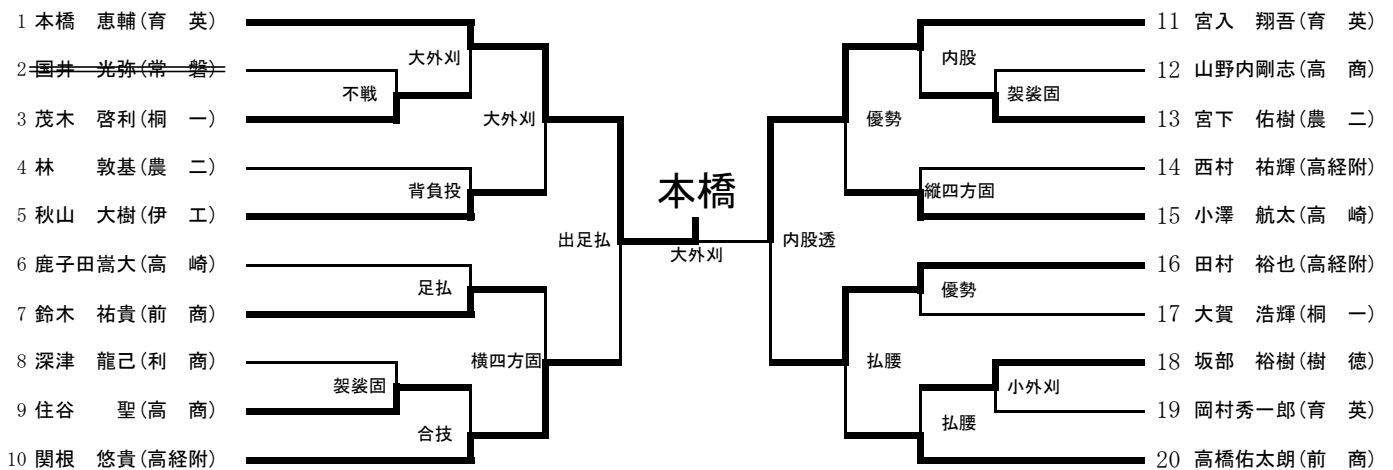 1 本橋　恵輔(育　英)
2 国井　光弥(常　磐)
3 茂木　啓利(桐　一)
4 林　　敦基(農　二)
5 秋山　大樹(伊　工)
6 鹿子田嵩大(高　崎)
7 鈴木　祐貴(前　商)
8 深津　龍己(利　商)
9 住谷　　聖(高　商)
10 関根　悠貴(高経附)
大外刈
不戦
大外刈
背負投
出足払
足払
横四方固
袈裟固
合技
本橋
大外刈
内股
袈裟固
優勢
縦四方固
内股透
優勢
払腰
小外刈
払腰
11 宮入　翔吾(育　英)
12 山野内剛志(高　商)
13 宮下　佑樹(農　二)
14 西村　祐輝(高経附)
15 小澤　航太(高　崎)
16 田村　裕也(高経附)
17 大賀　浩輝(桐　一)
18 坂部　裕樹(樹　徳)
19 岡村秀一郎(育　英)
20 高橋佑太朗(前　商)